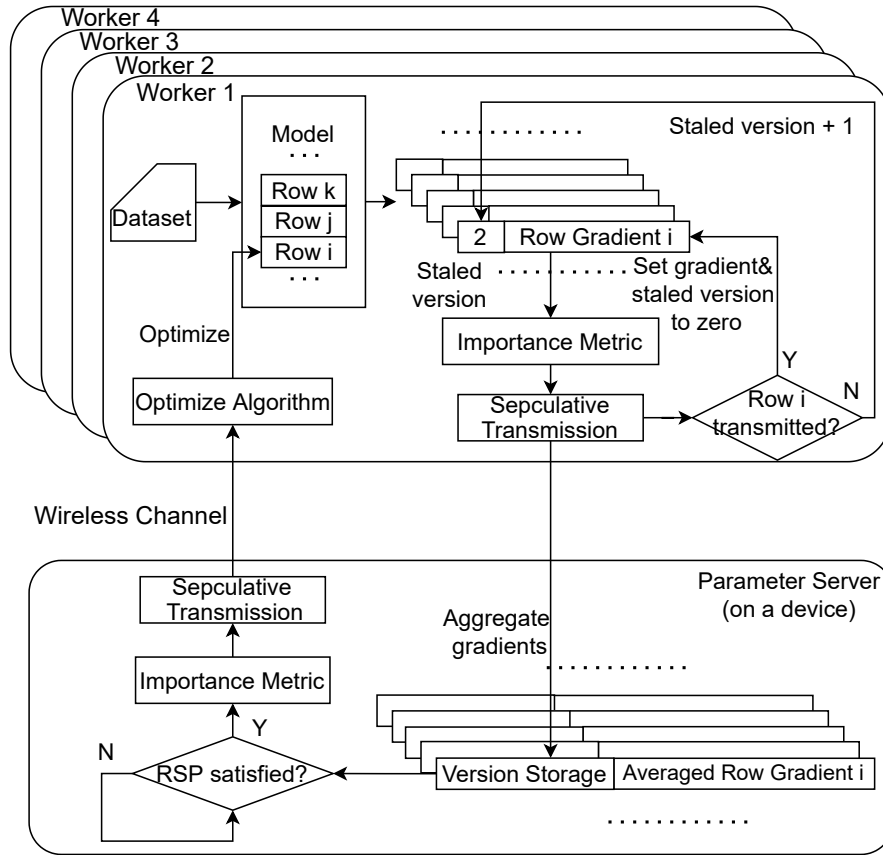 Worker 4
Worker 3
Worker 2
Worker 1
Model
. . .
Row k
Row j
Row i
. . .
Dataset
. . . . . . . . . . . .
Staled version + 1
2
Row Gradient i
Staled
version
. . . . . . . . . . . .
Set gradient&
staled version
to zero
Optimize
Importance Metric
Y
N
Optimize Algorithm
Sepculative
Transmission
Row i
transmitted?
Wireless Channel
Parameter Server
(on a device)
Sepculative
Transmission
Aggregate
gradients
. . . . . . . . . . . .
Importance Metric
Y
N
RSP satisfied?
Version Storage
Averaged Row Gradient i
. . . . . . . . . . . .